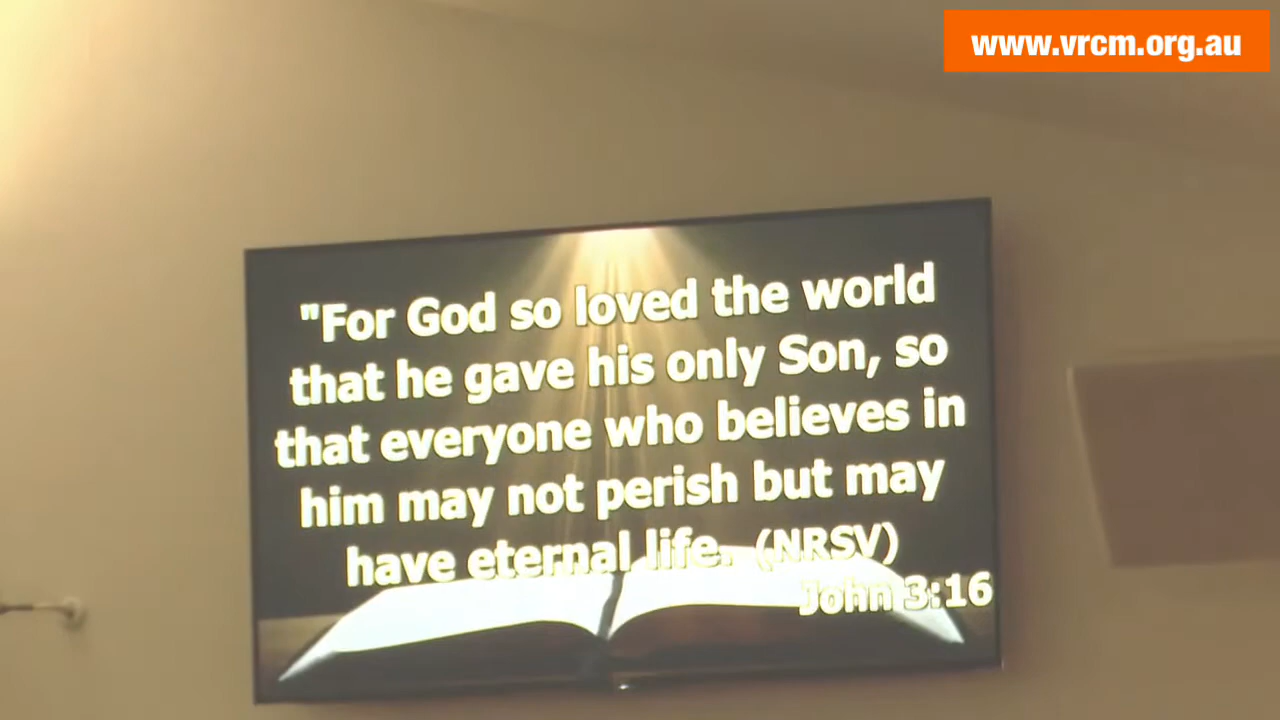 www.vrcm.org.au
"For God so loved the world
that he gave his only Son, so
that everyone who believes in
him may not perish but may
have eternal life. (NRSV)
John 3:16